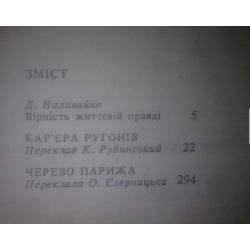 ЗМІСТ
Д. Наливайко
Вірність життєвій правді 5
КАР'ЄРА РУГОНІВ
Переклав К. Рубинський 22
ЧЕРЕВО ПАРИЖА
Переклала О. Єзерницька 294